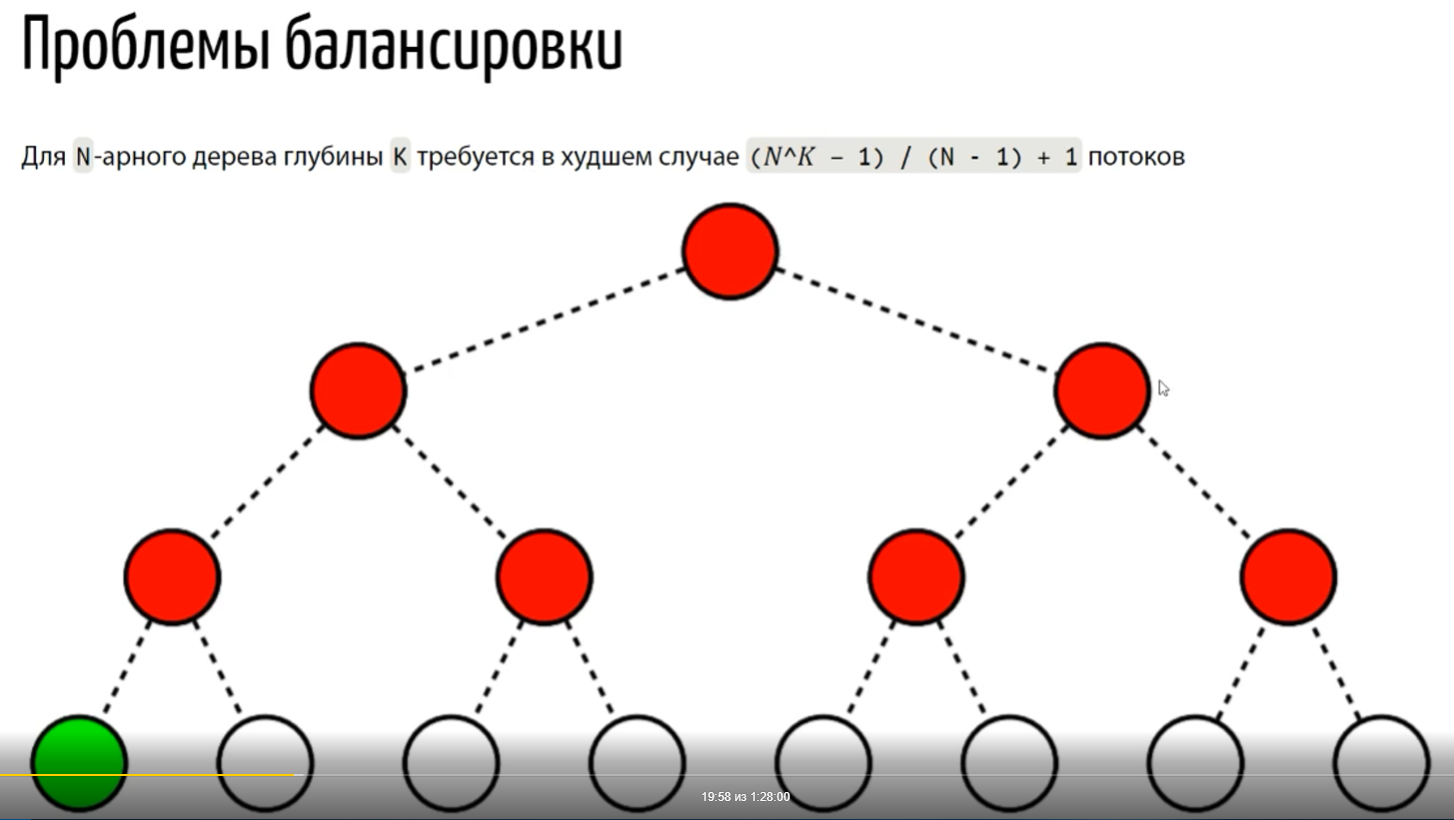 Проблемы балансировки
Для N-арного дерева глубины K требуется в худшем случае (N^K – 1) / (N - 1) + 1 потоков
19:58 из 1:28:00